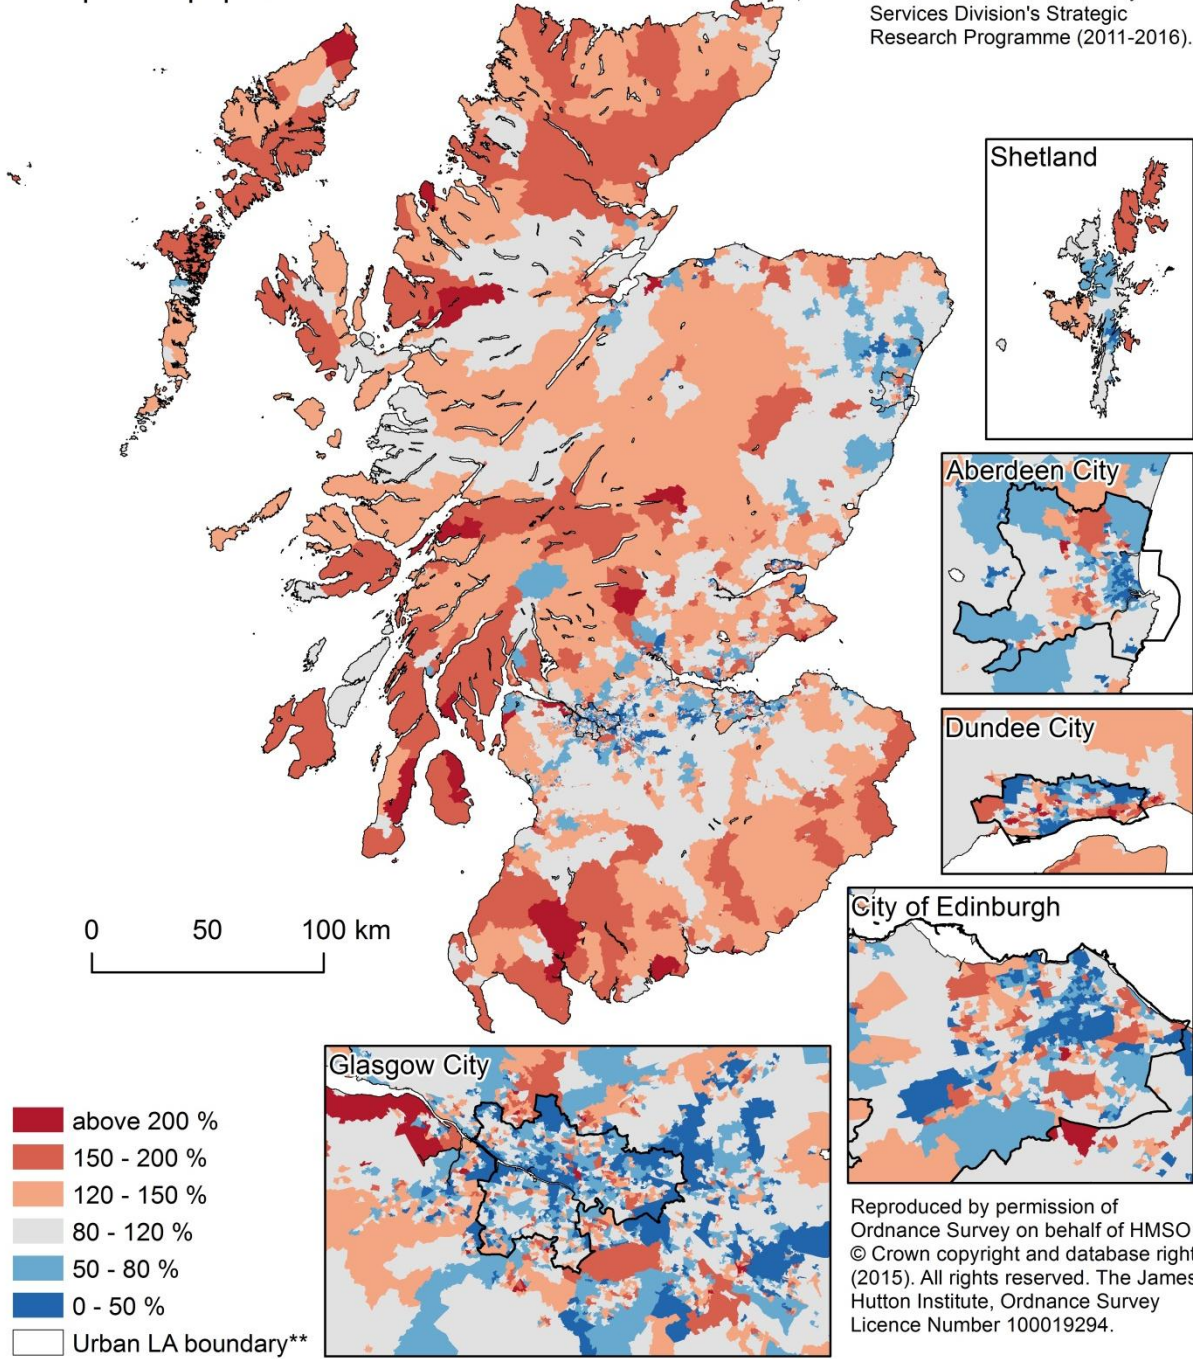 Services Division's Strategic
Research Programme (2011-2016).
Shetland
Aberdeen City
Dundee City
City of Edinburgh
0 50 100 km
Glasgow City
above 200 %
150 - 200 %
120 - 150 %
80 - 120 %
50 - 80 %
0 - 50 %
Urban LA boundary**
Reproduced by permission of
Ordnance Survey on behalf of HMSO
© Crown copyright and database right
(2015). All rights reserved. The James
Hutton Institute, Ordnance Survey
Licence Number 100019294.